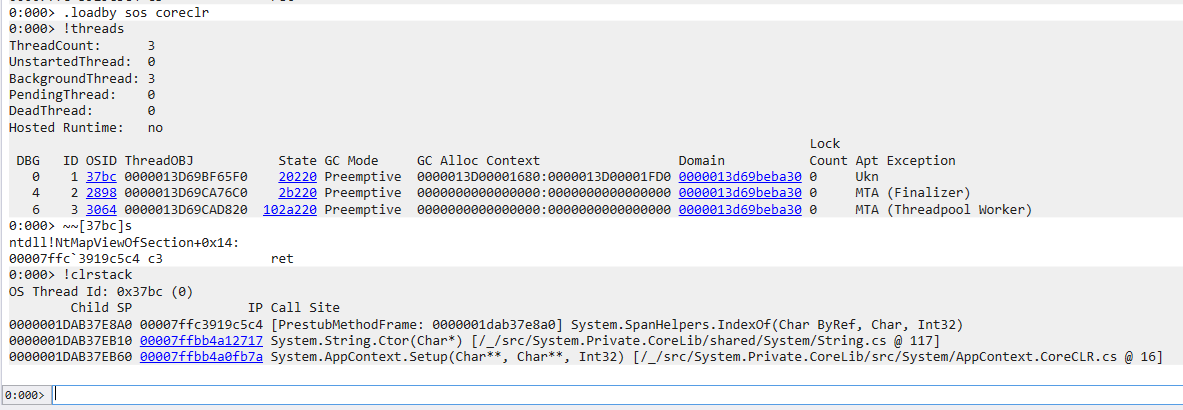 0:000> .loadby sos coreclr
0:000> !threads
ThreadCount:      3
UnstartedThread:  0
BackgroundThread: 3
PendingThread:    0
DeadThread:       0
Hosted Runtime:   no
Lock
DBG   ID OSID ThreadOBJ           State GC Mode     GC Alloc Context                  Domain           Count Apt Exception
0    1 37bc 0000013D69BF65F0    20220 Preemptive  0000013D00001680:0000013D00001FD0 0000013d69beba30 0     Ukn
4    2 2898 0000013D69CA76C0    2b220 Preemptive  0000000000000000:0000000000000000 0000013d69beba30 0     MTA (Finalizer)
6    3 3064 0000013D69CAD820  102a220 Preemptive  0000000000000000:0000000000000000 0000013d69beba30 0     MTA (Threadpool Worker)
0:000> ~~[37bc]s
ntdll!NtMapViewOfSection+0x14:
00007ffc`3919c5c4 c3              ret
0:000> !clrstack
OS Thread Id: 0x37bc (0)
Child SP               IP Call Site
0000001DAB37E8A0 00007ffc3919c5c4 [PrestubMethodFrame: 0000001dab37e8a0] System.SpanHelpers.IndexOf(Char ByRef, Char, Int32)
0000001DAB37EB10 00007ffbb4a12717 System.String.Ctor(Char*) [/_/src/System.Private.CoreLib/shared/System/String.cs @ 117]
0000001DAB37EB60 00007ffbb4a0fb7a System.AppContext.Setup(Char**, Char**, Int32) [/_/src/System.Private.CoreLib/src/System/AppContext.CoreCLR.cs @ 16]
0:000>